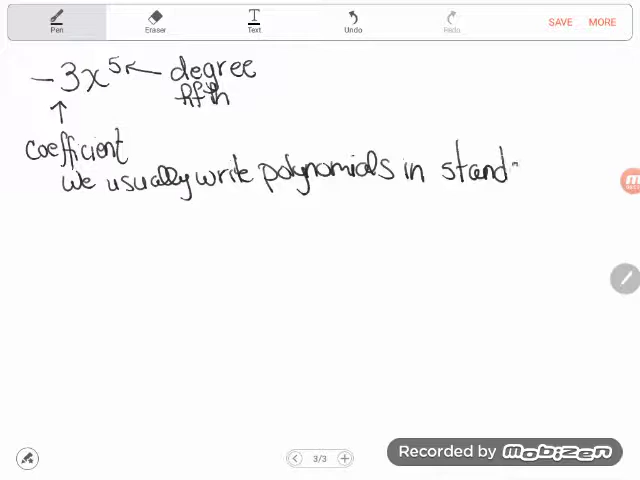 Pen Eraser Text Undo Redo SAVE MORE
-3x⁵ ← degree
fifth
↑
coefficient
we usually write polynomials in stand
3/3
Recorded by mobizen